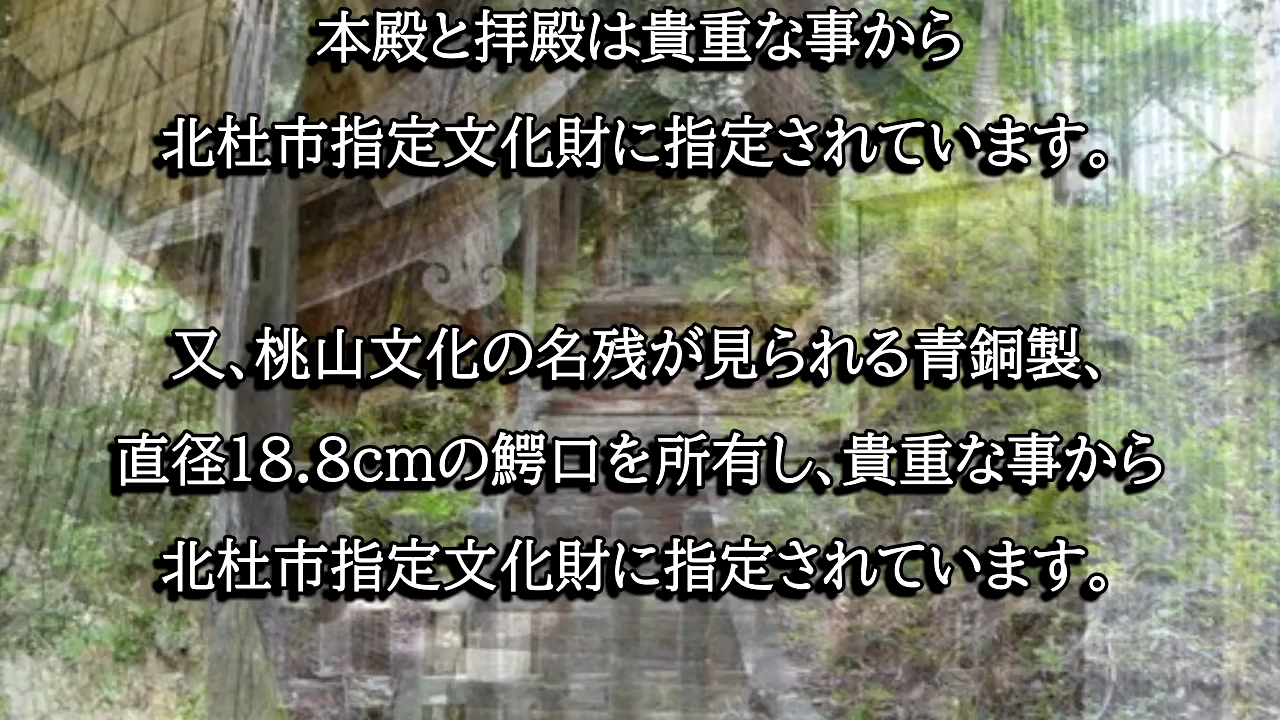 本殿と拝殿は貴重な事から
北杜市指定文化財に指定されています。
又、桃山文化の名残が見られる青銅製、
直径18.8cmの鰐口を所有し、貴重な事から
北杜市指定文化財に指定されています。